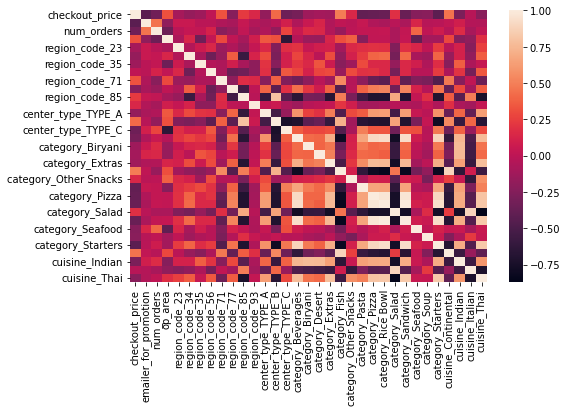 checkout_price
num_orders
region_code_23
region_code_35
region_code_71
region_code_85
center_type_TYPE_A
center_type_TYPE_C
category_Biryani
category_Extras
category_Other Snacks
category_Pizza
category_Salad
category_Seafood
category_Starters
cuisine_Indian
cuisine_Thai
checkout_price
emailer_for_promotion
num_orders
op_area
region_code_23
region_code_34
region_code_35
region_code_56
region_code_71
region_code_77
region_code_85
region_code_93
center_type_TYPE_A
center_type_TYPE_B
center_type_TYPE_C
category_Beverages
category_Biryani
category_Desert
category_Extras
category_Fish
category_Other Snacks
category_Pasta
category_Pizza
category_Rice Bowl
category_Salad
category_Sandwich
category_Seafood
category_Soup
category_Starters
cuisine_Continental
cuisine_Indian
cuisine_Italian
cuisine_Thai
1.00
0.75
0.50
0.25
0.00
−0.25
−0.50
−0.75